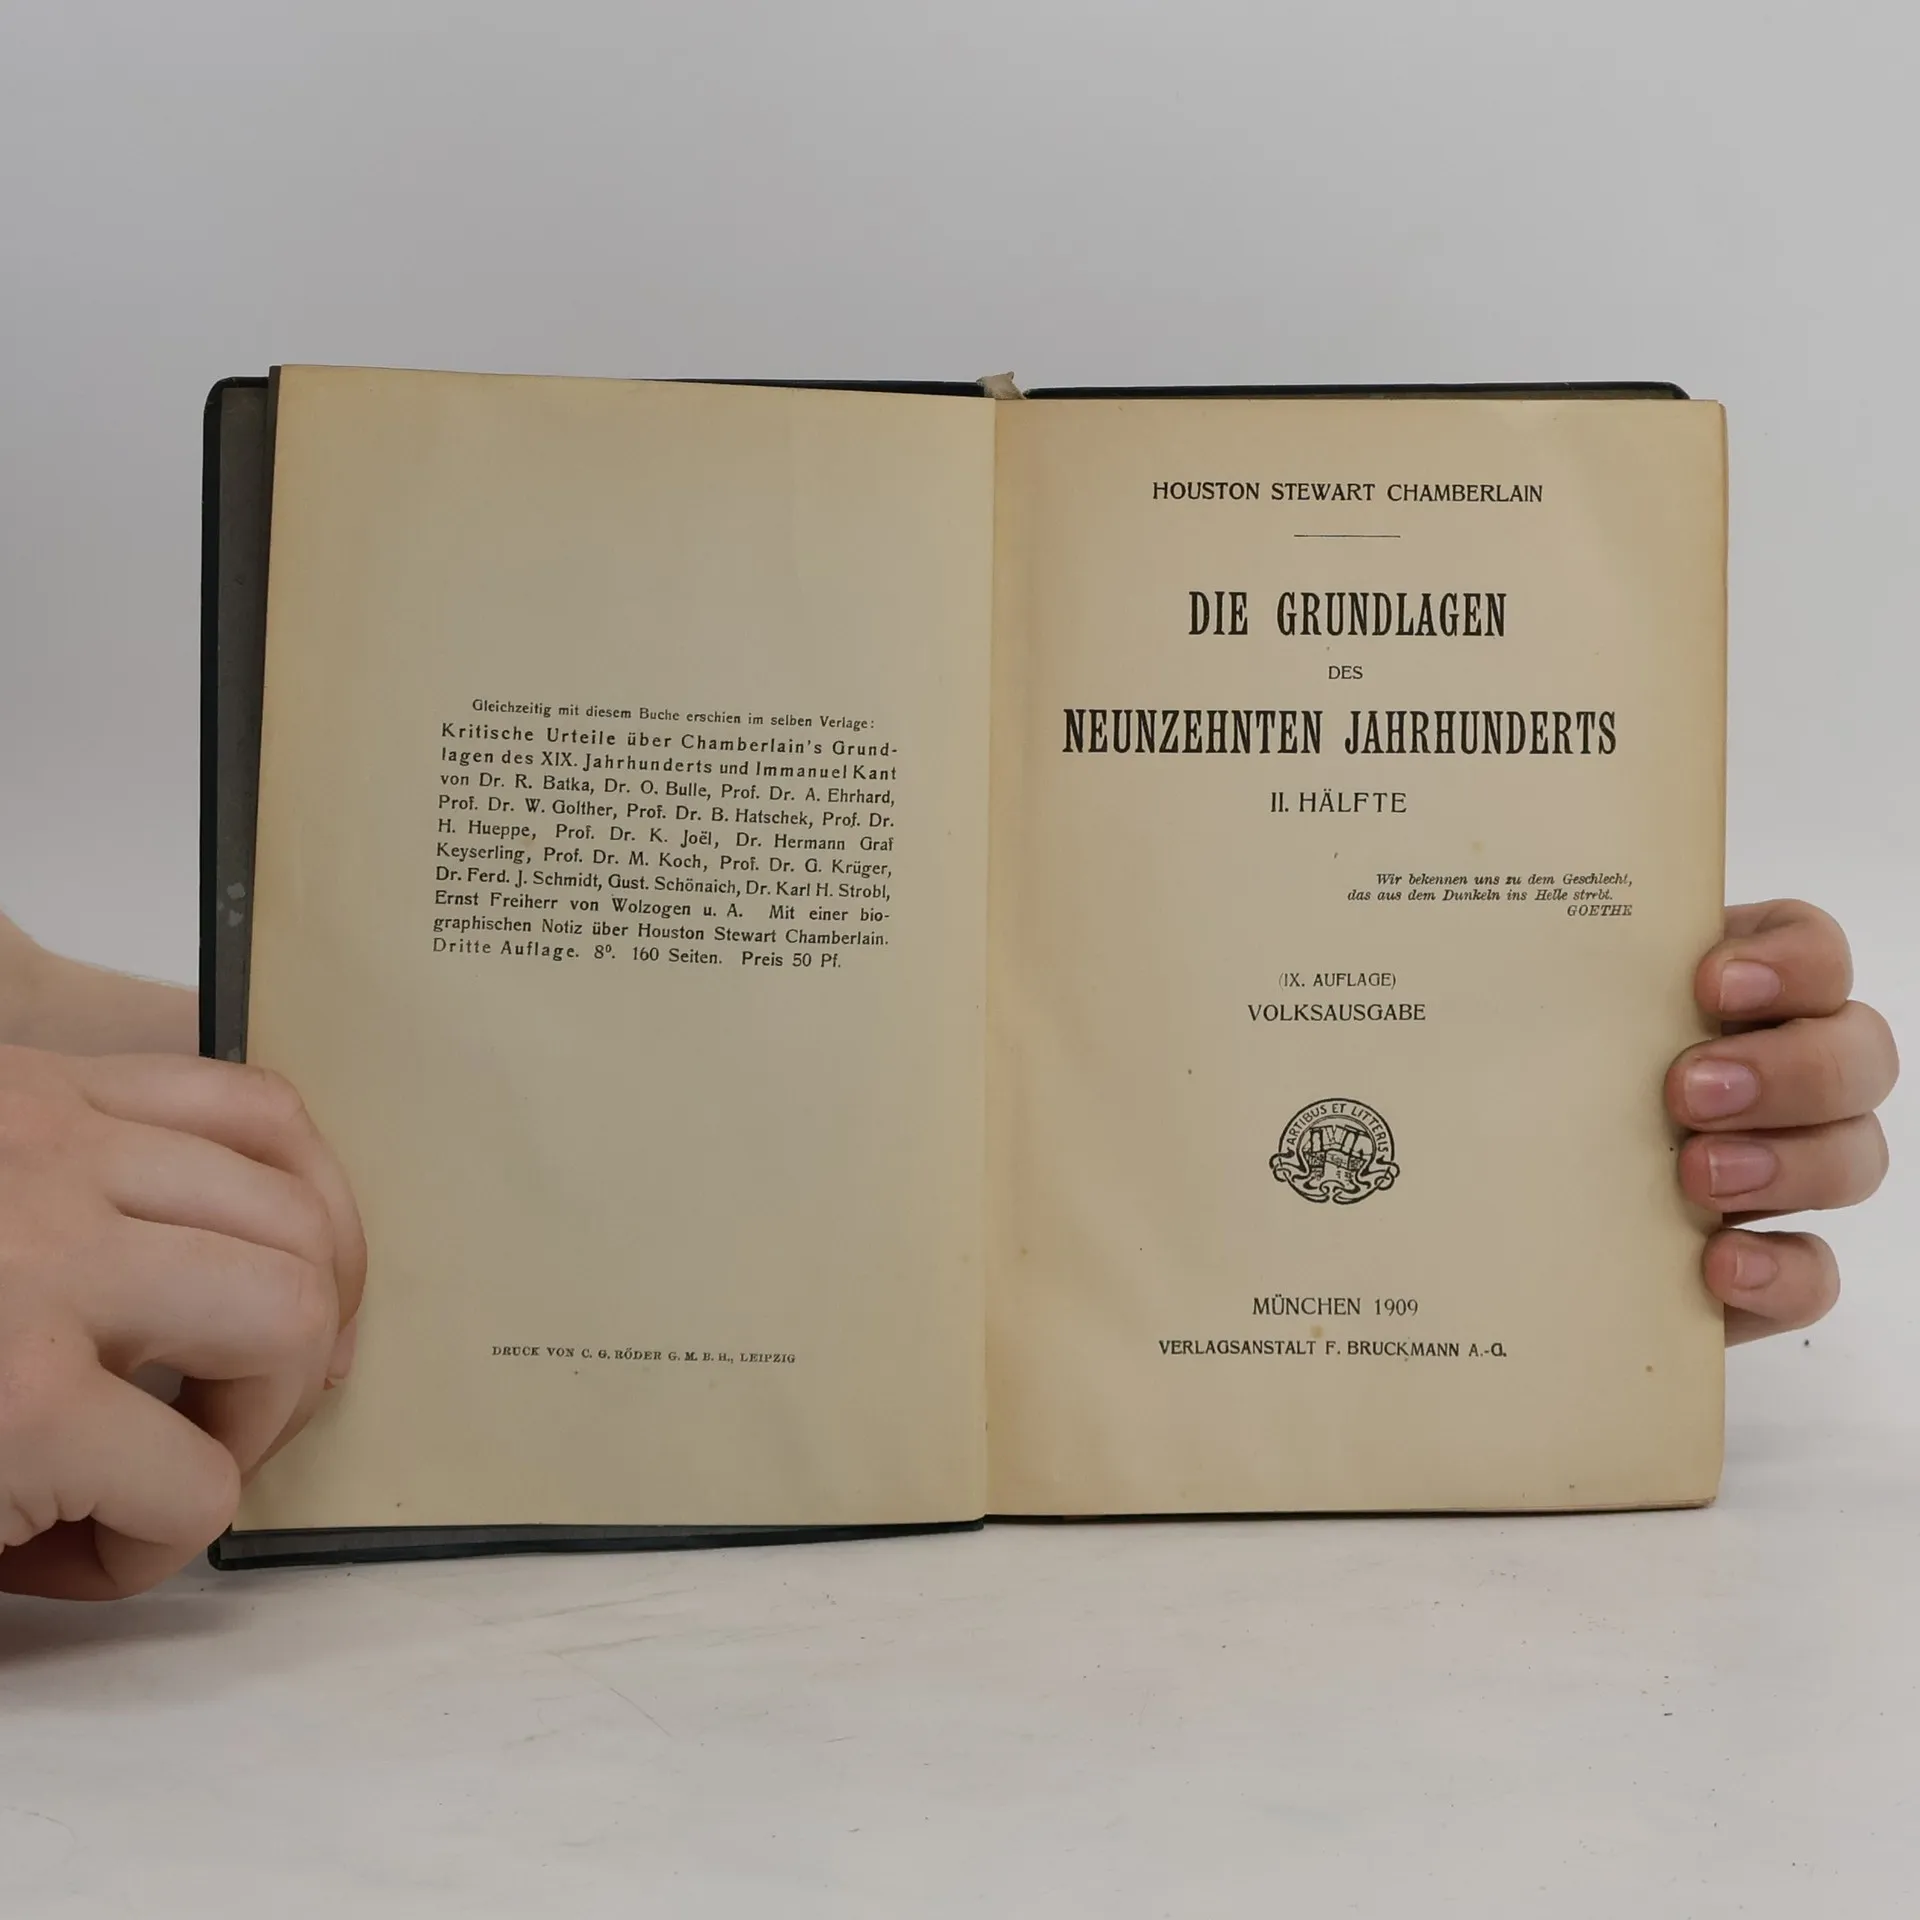 Gleichzeitig mit diesem Buche erschien im selben Verlage:
Kritische Urteile über Chamberlain's Grund-
lagen des XIX. Jahrhunderts und Immanuel Kant
von Dr. R. Batka, Dr. O. Bulle, Prof. Dr. A. Ehrhard,
Prof. Dr. W. Golther, Prof. Dr. B. Hatschek, Prof. Dr.
H. Hueppe, Prof. Dr. K. Joël, Dr. Hermann Graf
Keyserling, Prof. Dr. M. Koch, Prof. Dr. G. Krüger,
Dr. Ferd. J. Schmidt, Gust. Schönaich, Dr. Karl H. Strobl,
Ernst Freiherr von Wolzogen u. A. Mit einer bio-
graphischen Notiz über Houston Stewart Chamberlain.
Dritte Auflage. 8º. 160 Seiten. Preis 50 Pf.
DRUCK VON C. G. RÖDER G. M. B. H., LEIPZIG
HOUSTON STEWART CHAMBERLAIN
DIE GRUNDLAGEN
DES
NEUNZEHNTEN JAHRHUNDERTS
II. HÄLFTE
Wir bekennen uns zu dem Geschlecht,
das aus dem Dunkeln ins Helle strebt.
GOETHE
(IX. AUFLAGE)
VOLKSAUSGABE
ARTIBUS ET LITTERIS
MÜNCHEN 1909
VERLAGSANSTALT F. BRUCKMANN A.-G.